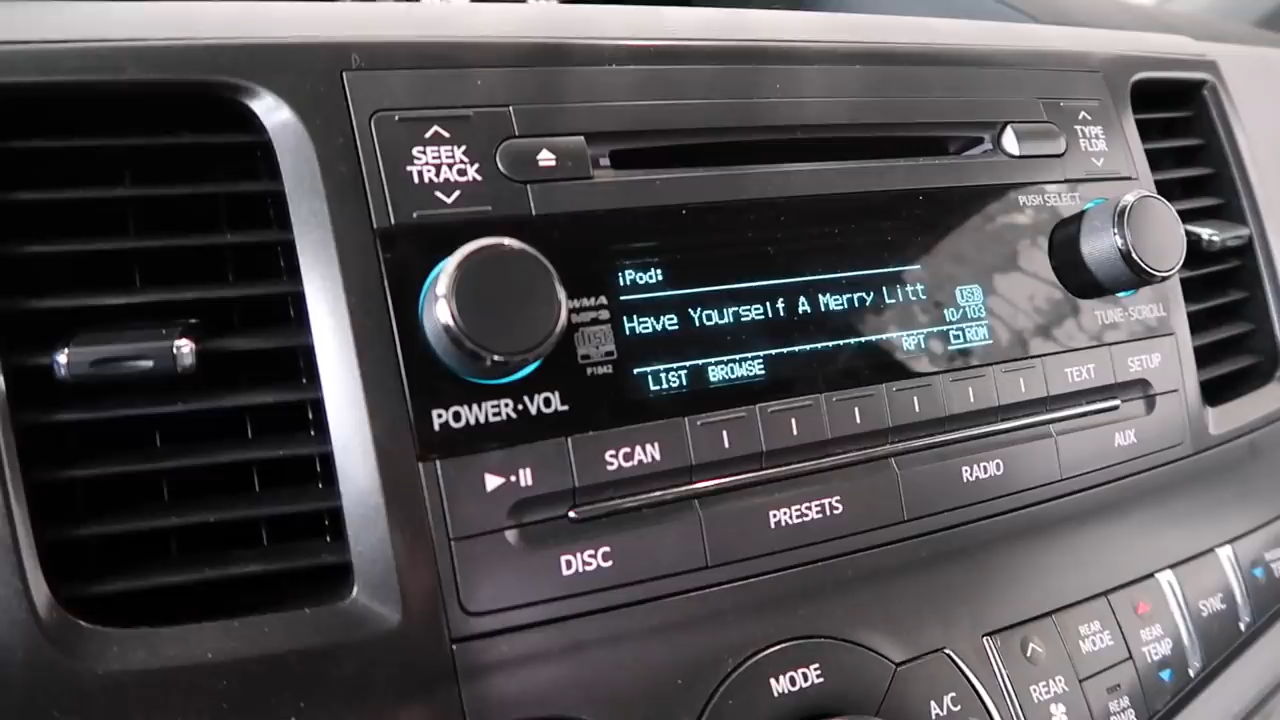 SEEK
TRACK
TYPE
FLDR
PUSH SELECT
iPod:
Have Yourself A Merry Litt
USB
10/103
WMA
MP3
P1842
RPT
RDM
LIST BROWSE
TUNE·SCROLL
POWER·VOL
SCAN
TEXT
SETUP
DISC
PRESETS
RADIO
AUX
MODE
A/C
REAR
REAR
MODE
REAR
TEMP
SYNC
REAR